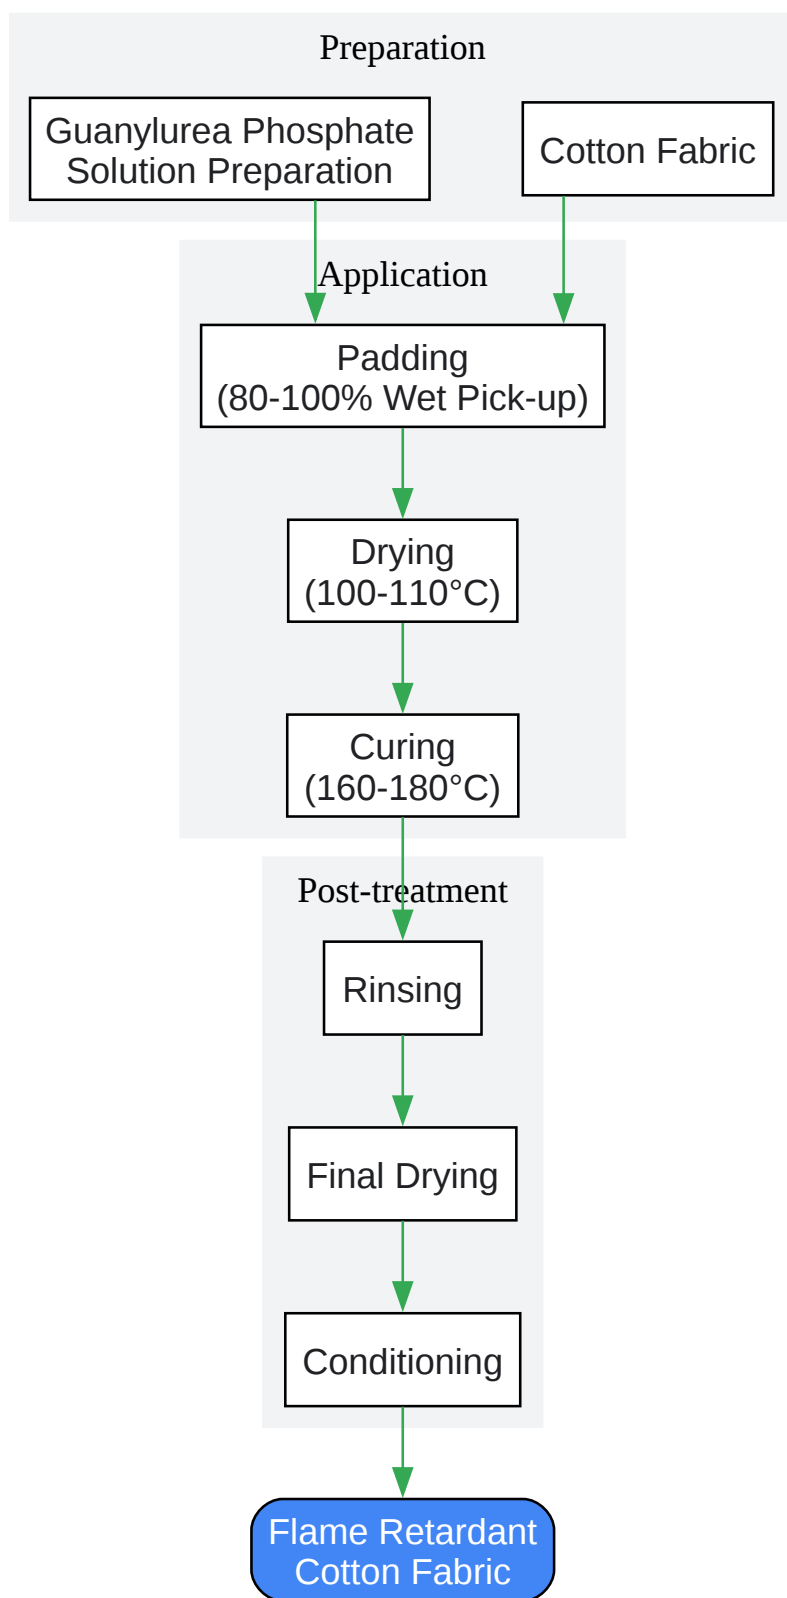 Preparation
Guanylurea Phosphate
Solution Preparation
Cotton Fabric
Application
Padding
(80-100% Wet Pick-up)
Drying
(100-110°C)
Curing
(160-180°C)
Post-treatment
Rinsing
Final Drying
Conditioning
Flame Retardant
Cotton Fabric